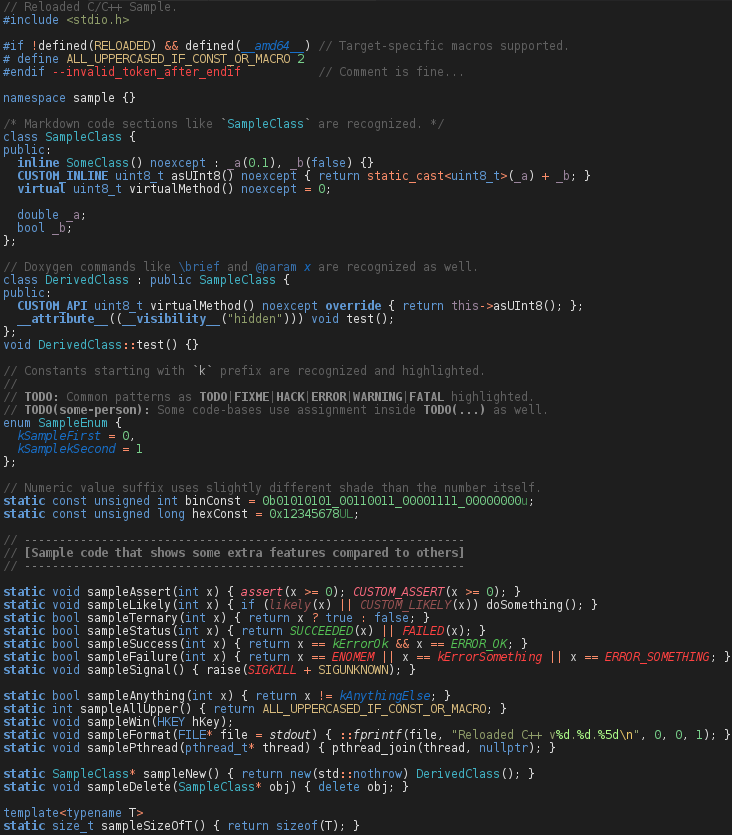 // Reloaded C/C++ Sample.
#include <stdio.h>

#if !defined(RELOADED) && defined(__amd64__) // Target-specific macros supported.
# define ALL_UPPERCASED_IF_CONST_OR_MACRO 2
#endif --invalid_token_after_endif           // Comment is fine...

namespace sample {}

/* Markdown code sections like `SampleClass` are recognized. */
class SampleClass {
public:
  inline SomeClass() noexcept : _a(0.1), _b(false) {}
  CUSTOM_INLINE uint8_t asUInt8() noexcept { return static_cast<uint8_t>(_a) + _b; }
  virtual uint8_t virtualMethod() noexcept = 0;

  double _a;
  bool _b;
};

// Doxygen commands like \brief and @param x are recognized as well.
class DerivedClass : public SampleClass {
public:
  CUSTOM_API uint8_t virtualMethod() noexcept override { return this->asUInt8(); };
  __attribute__((__visibility__("hidden"))) void test();
};
void DerivedClass::test() {}

// Constants starting with `k` prefix are recognized and highlighted.
//
// TODO: Common patterns as TODO|FIXME|HACK|ERROR|WARNING|FATAL highlighted.
// TODO(some-person): Some code-bases use assignment inside TODO(...) as well.
enum SampleEnum {
  kSampleFirst = 0,
  kSamplekSecond = 1
};

// Numeric value suffix uses slightly different shade than the number itself.
static const unsigned int binConst = 0b01010101_00110011_00001111_00000000u;
static const unsigned long hexConst = 0x12345678UL;

// ---------------------------------------------------------------
// [Sample code that shows some extra features compared to others]
// ---------------------------------------------------------------

static void sampleAssert(int x) { assert(x >= 0); CUSTOM_ASSERT(x >= 0); }
static void sampleLikely(int x) { if (likely(x) || CUSTOM_LIKELY(x)) doSomething(); }
static bool sampleTernary(int x) { return x ? true : false; }
static bool sampleStatus(int x) { return SUCCEEDED(x) || FAILED(x); }
static bool sampleSuccess(int x) { return x == kErrorOk && x == ERROR_OK; }
static bool sampleFailure(int x) { return x == ENOMEM || x == kErrorSomething || x == ERROR_SOMETHING; }
static void sampleSignal() { raise(SIGKILL + SIGUNKNOWN); }

static bool sampleAnything(int x) { return x != kAnythingElse; }
static int sampleAllUpper() { return ALL_UPPERCASED_IF_CONST_OR_MACRO; }
static void sampleWin(HKEY hKey);
static void sampleFormat(FILE* file = stdout) { ::fprintf(file, "Reloaded C++ v%d.%d.%5d\n", 0, 0, 1); }
static void samplePthread(pthread_t* thread) { pthread_join(thread, nullptr); }

static SampleClass* sampleNew() { return new(std::nothrow) DerivedClass(); }
static void sampleDelete(SampleClass* obj) { delete obj; }

template<typename T>
static size_t sampleSizeOfT() { return sizeof(T); }